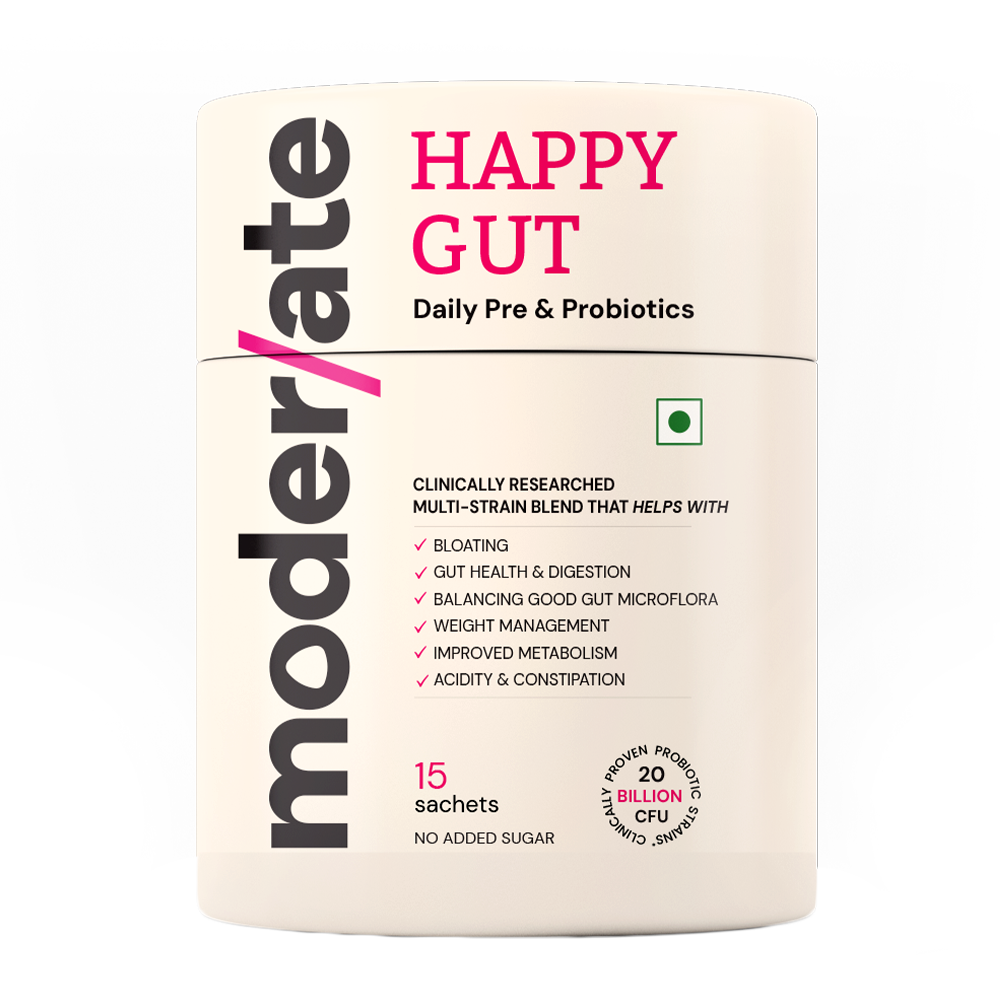 moder/ate
HAPPY
GUT
Daily Pre & Probiotics
CLINICALLY RESEARCHED
MULTI-STRAIN BLEND THAT HELPS WITH
✓ BLOATING
✓ GUT HEALTH & DIGESTION
✓ BALANCING GOOD GUT MICROFLORA
✓ WEIGHT MANAGEMENT
✓ IMPROVED METABOLISM
✓ ACIDITY & CONSTIPATION
15
sachets
NO ADDED SUGAR
CLINICALLY PROVEN PROBIOTIC STRAINS*
20
BILLION
CFU